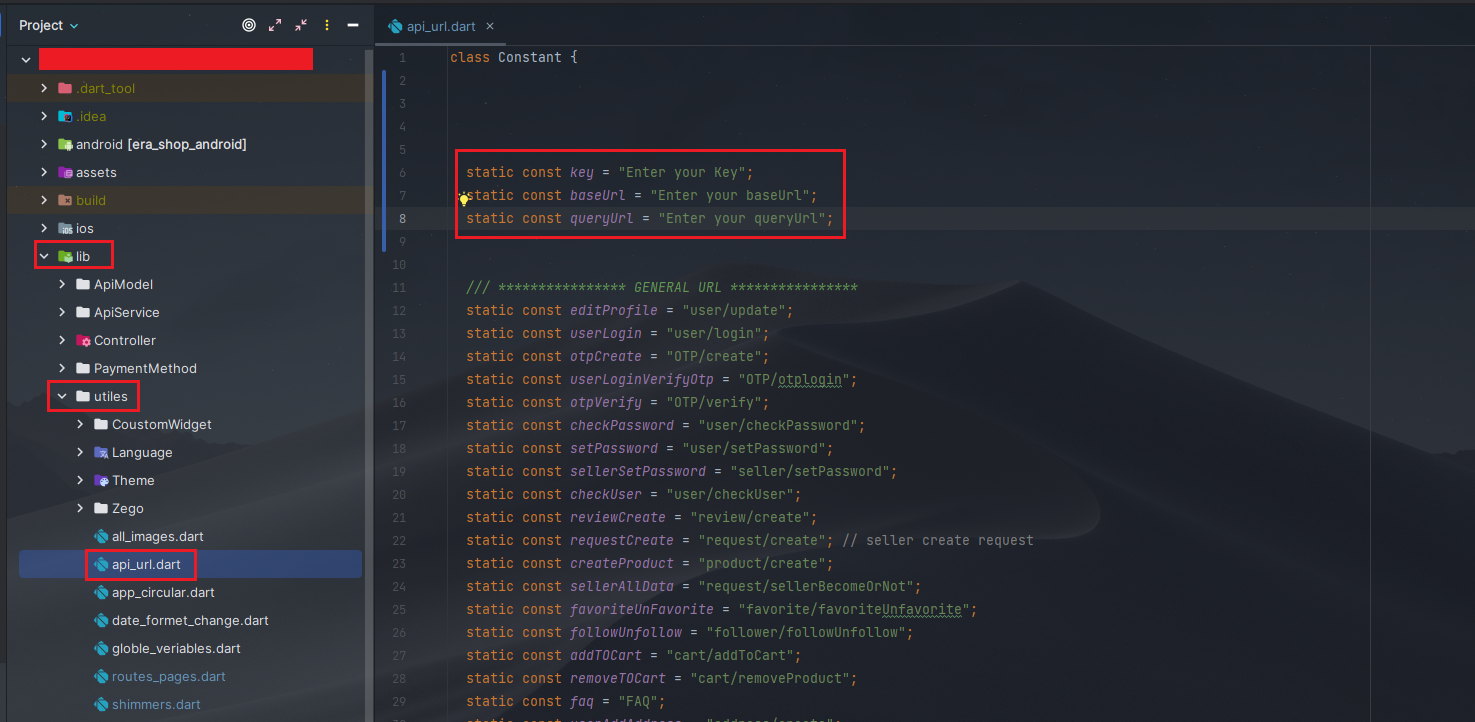 Project
.dart_tool
.idea
android [era_shop_android]
assets
build
ios
lib
ApiModel
ApiService
Controller
PaymentMethod
utiles
CoustomWidget
Language
Theme
Zego
all_images.dart
api_url.dart
app_circular.dart
date_formet_change.dart
globle_veriables.dart
routes_pages.dart
shimmers.dart
api_url.dart
1 class Constant {
2
3
4
5
6 static const key = "Enter your Key";
7 static const baseUrl = "Enter your baseUrl";
8 static const queryUrl = "Enter your queryUrl";
9
10
11 /// **************** GENERAL URL ****************
12 static const editProfile = "user/update";
13 static const userLogin = "user/login";
14 static const otpCreate = "OTP/create";
15 static const userLoginVerifyOtp = "OTP/otplogin";
16 static const otpVerify = "OTP/verify";
17 static const checkPassword = "user/checkPassword";
18 static const setPassword = "user/setPassword";
19 static const sellerSetPassword = "seller/setPassword";
20 static const checkUser = "user/checkUser";
21 static const reviewCreate = "review/create";
22 static const requestCreate = "request/create"; // seller create request
23 static const createProduct = "product/create";
24 static const sellerAllData = "request/sellerBecomeOrNot";
25 static const favoriteUnFavorite = "favorite/favoriteUnfavorite";
26 static const followUnfollow = "follower/followUnfollow";
27 static const addTOCart = "cart/addToCart";
28 static const removeTOCart = "cart/removeProduct";
29 static const faq = "FAQ";